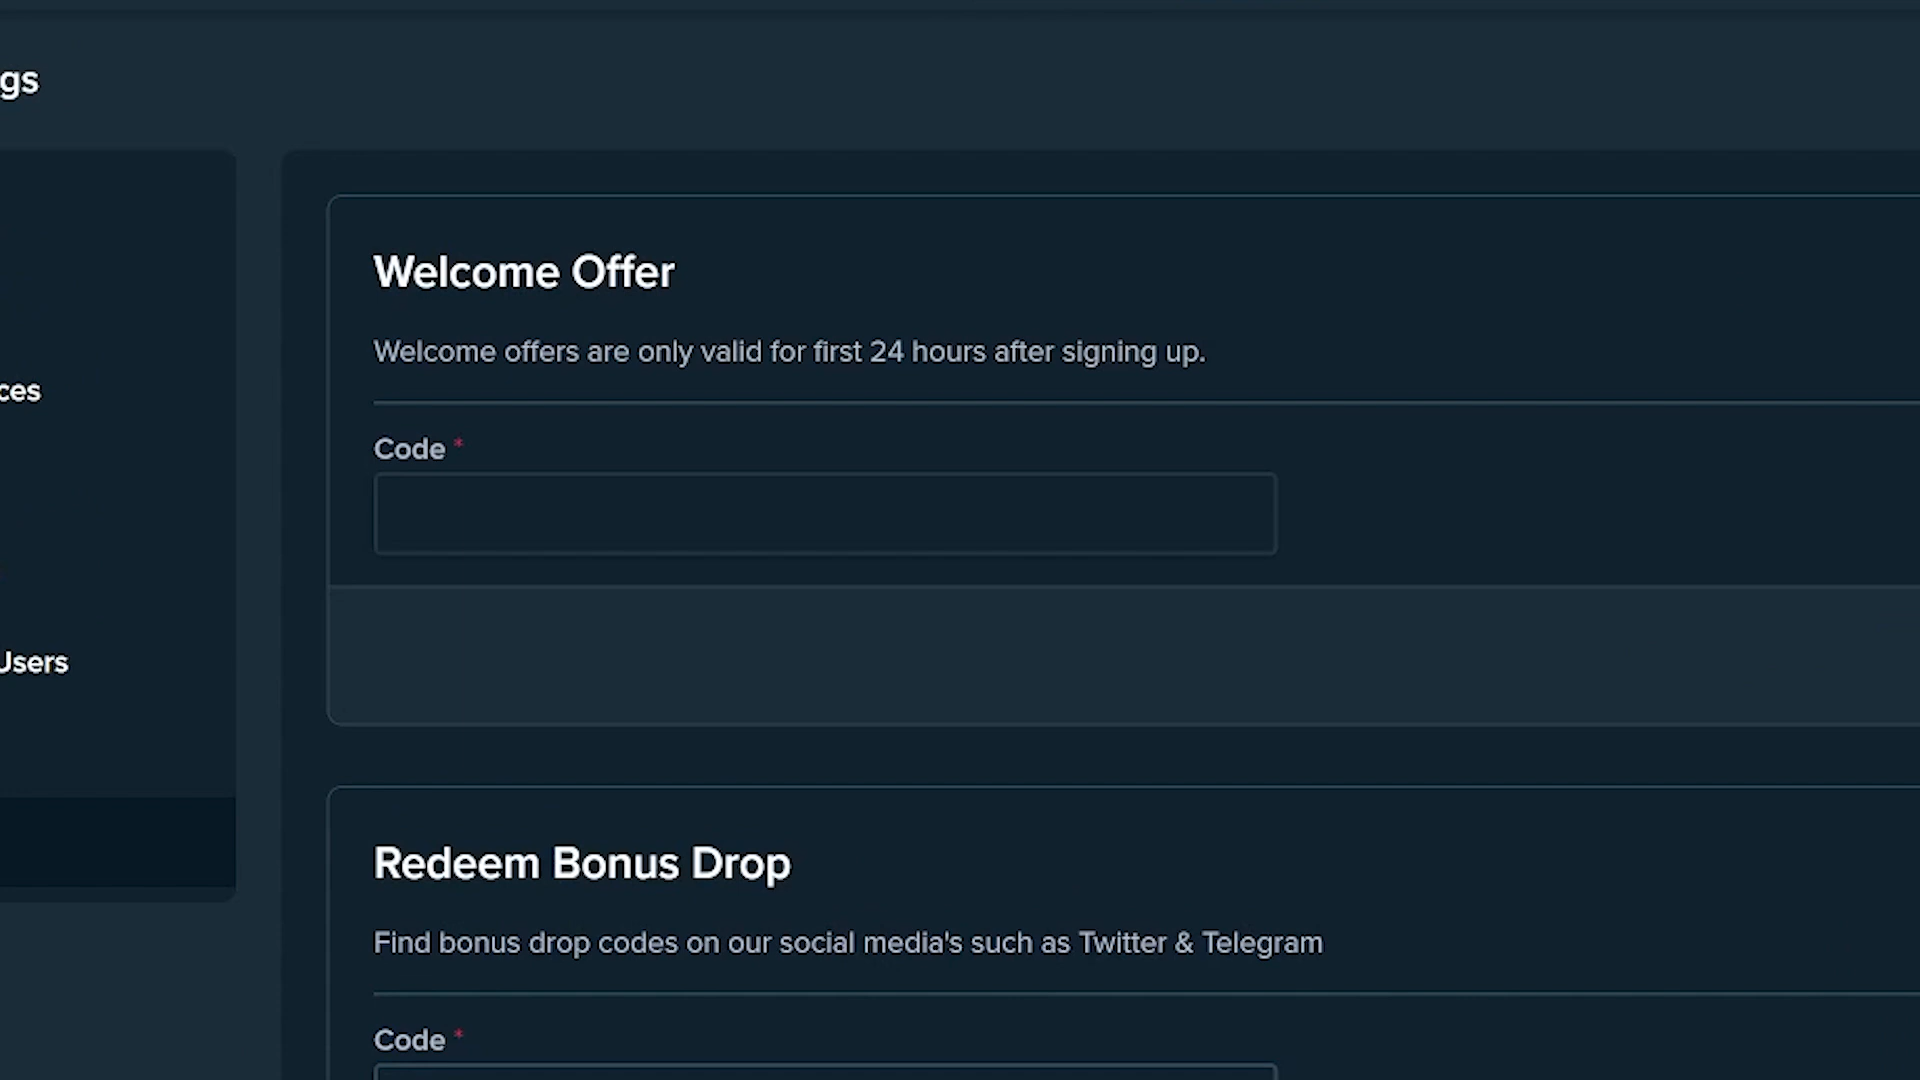 gs
ces
Users
Welcome Offer
Welcome offers are only valid for first 24 hours after signing up.
Code *
Redeem Bonus Drop
Find bonus drop codes on our social media's such as Twitter & Telegram
Code *